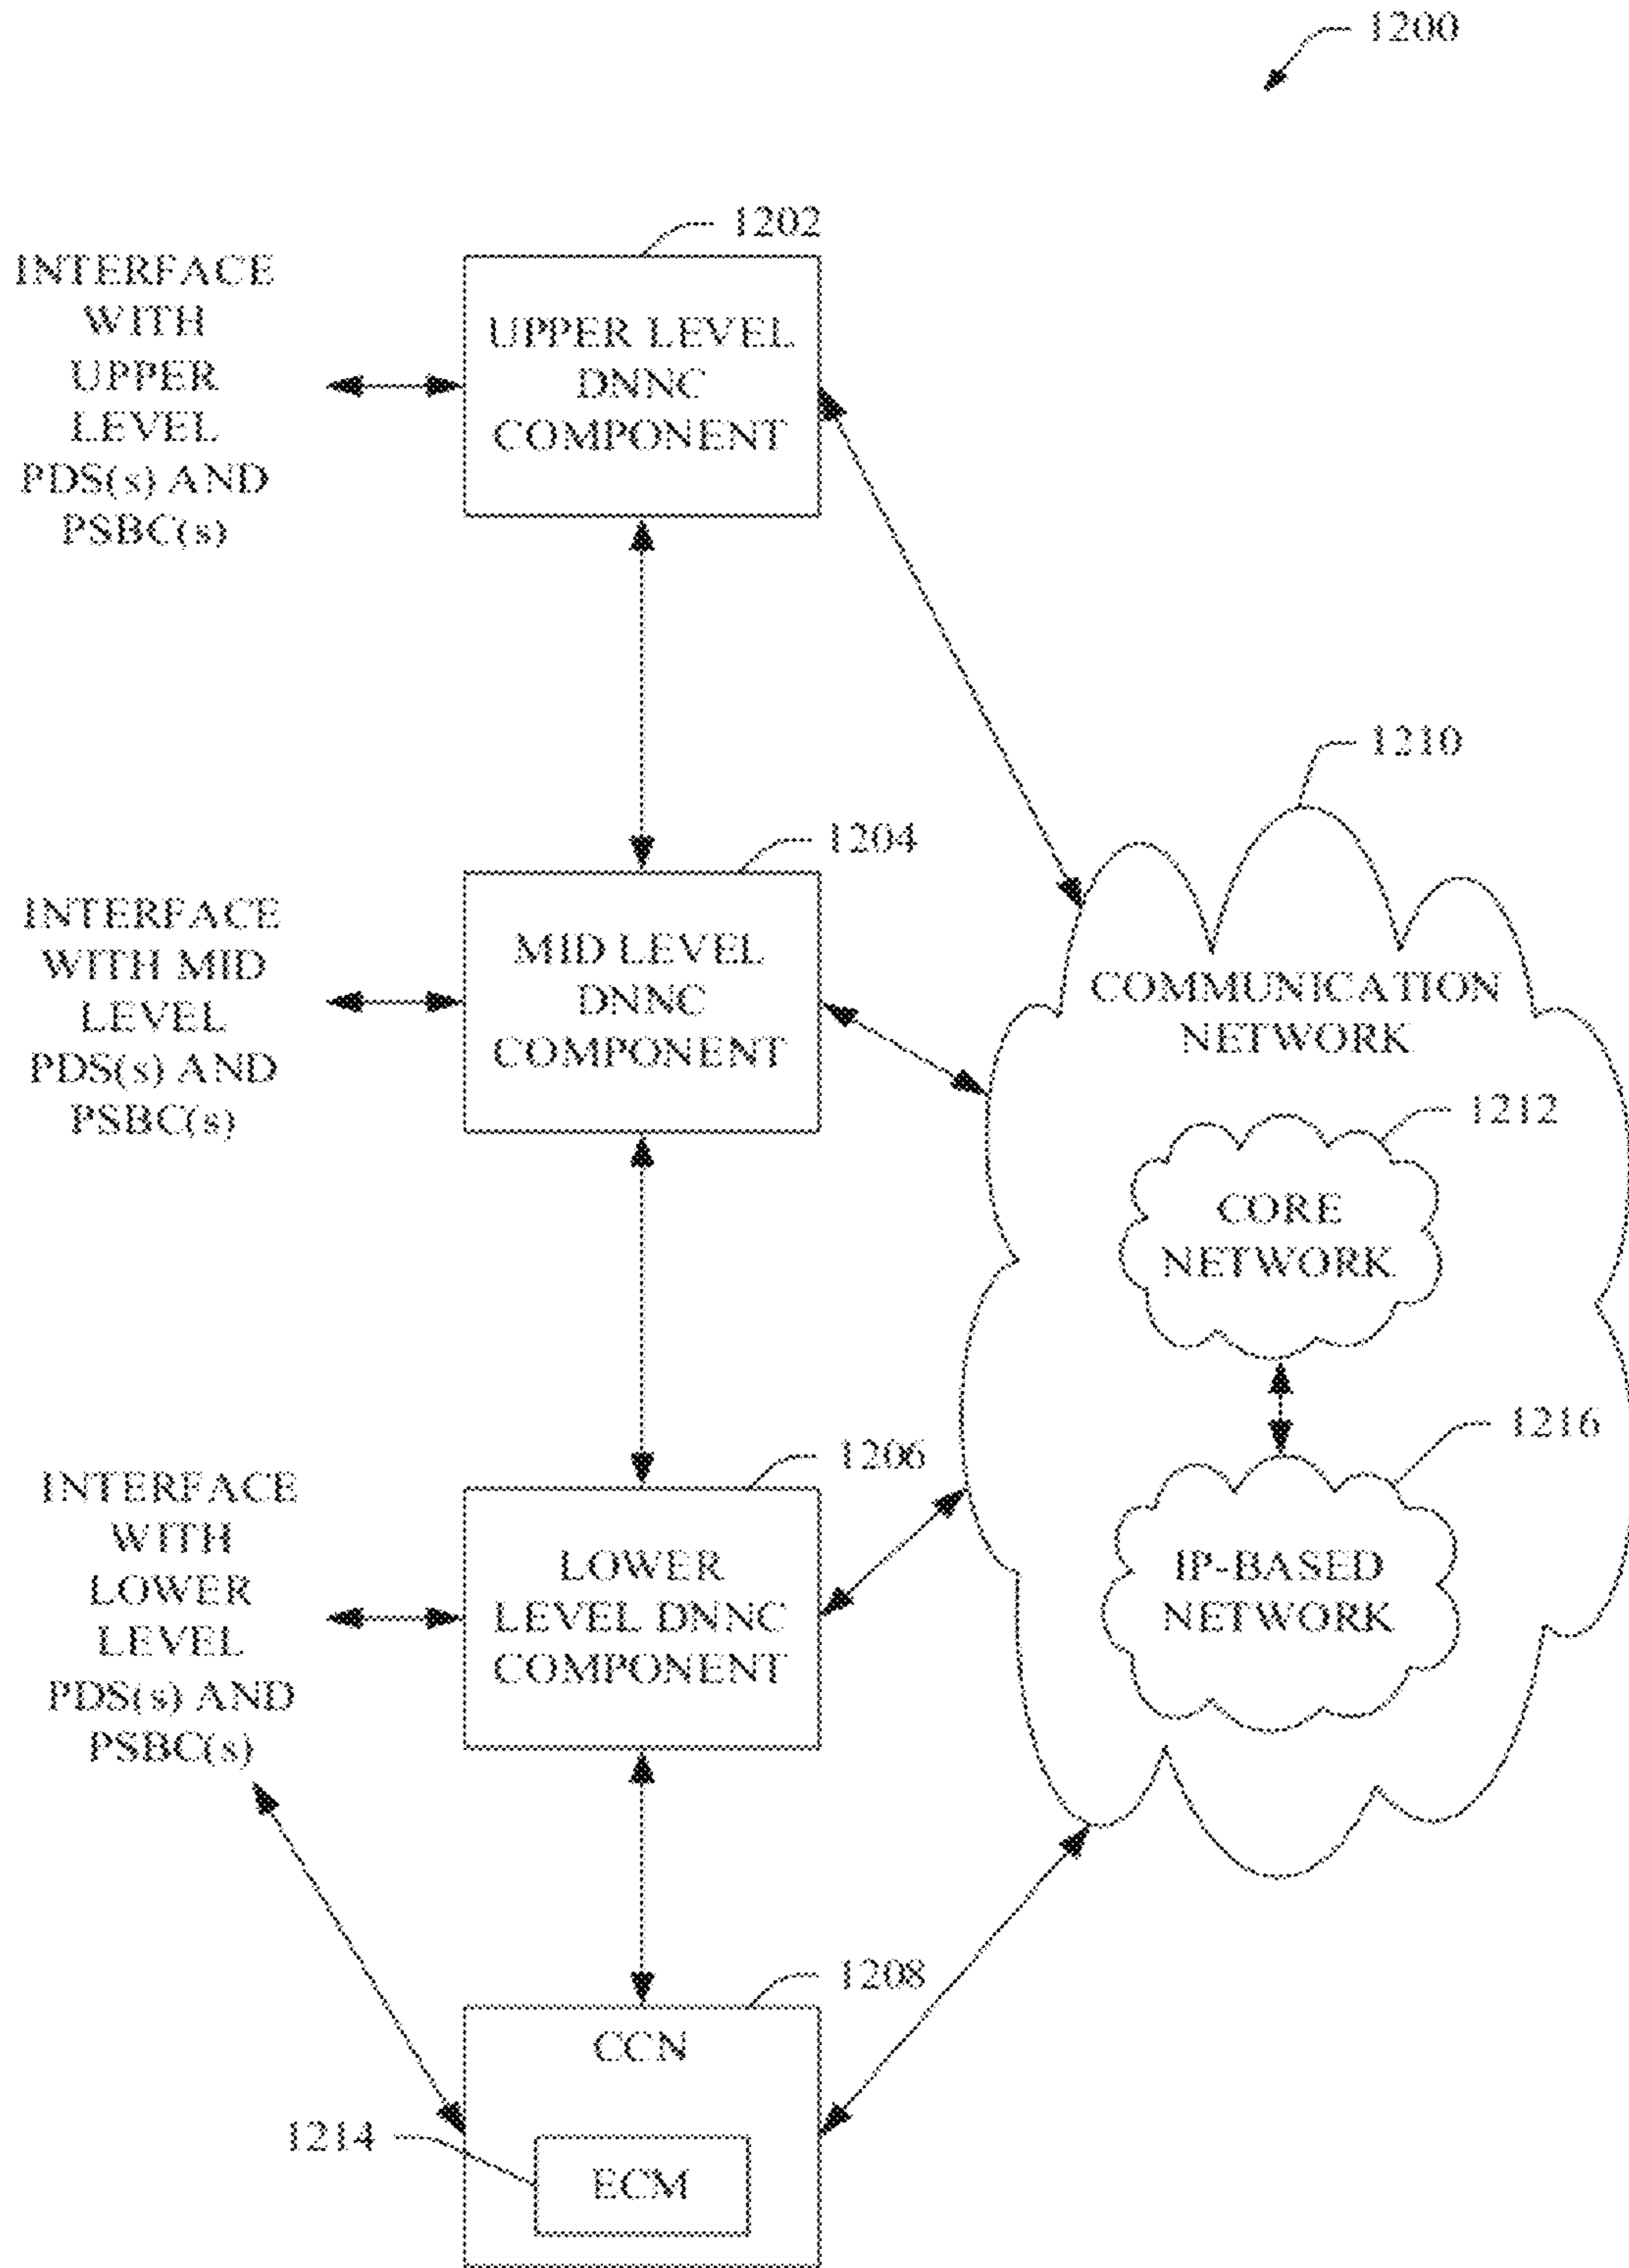 1200
1202
INTERFACE
WITH
UPPER
LEVEL
PDS(s) AND
PSBC(s)
UPPER LEVEL
DNNC
COMPONENT
1210
1204
INTERFACE
WITH MID
LEVEL
PDS(s) AND
PSBC(s)
MID LEVEL
DNNC
COMPONENT
COMMUNICATION
NETWORK
1212
CORE
NETWORK
1216
IP-BASED
NETWORK
1206
INTERFACE
WITH
LOWER
LEVEL
PDS(s) AND
PSBC(s)
LOWER
LEVEL DNNC
COMPONENT
1208
CCN
1214
ECM